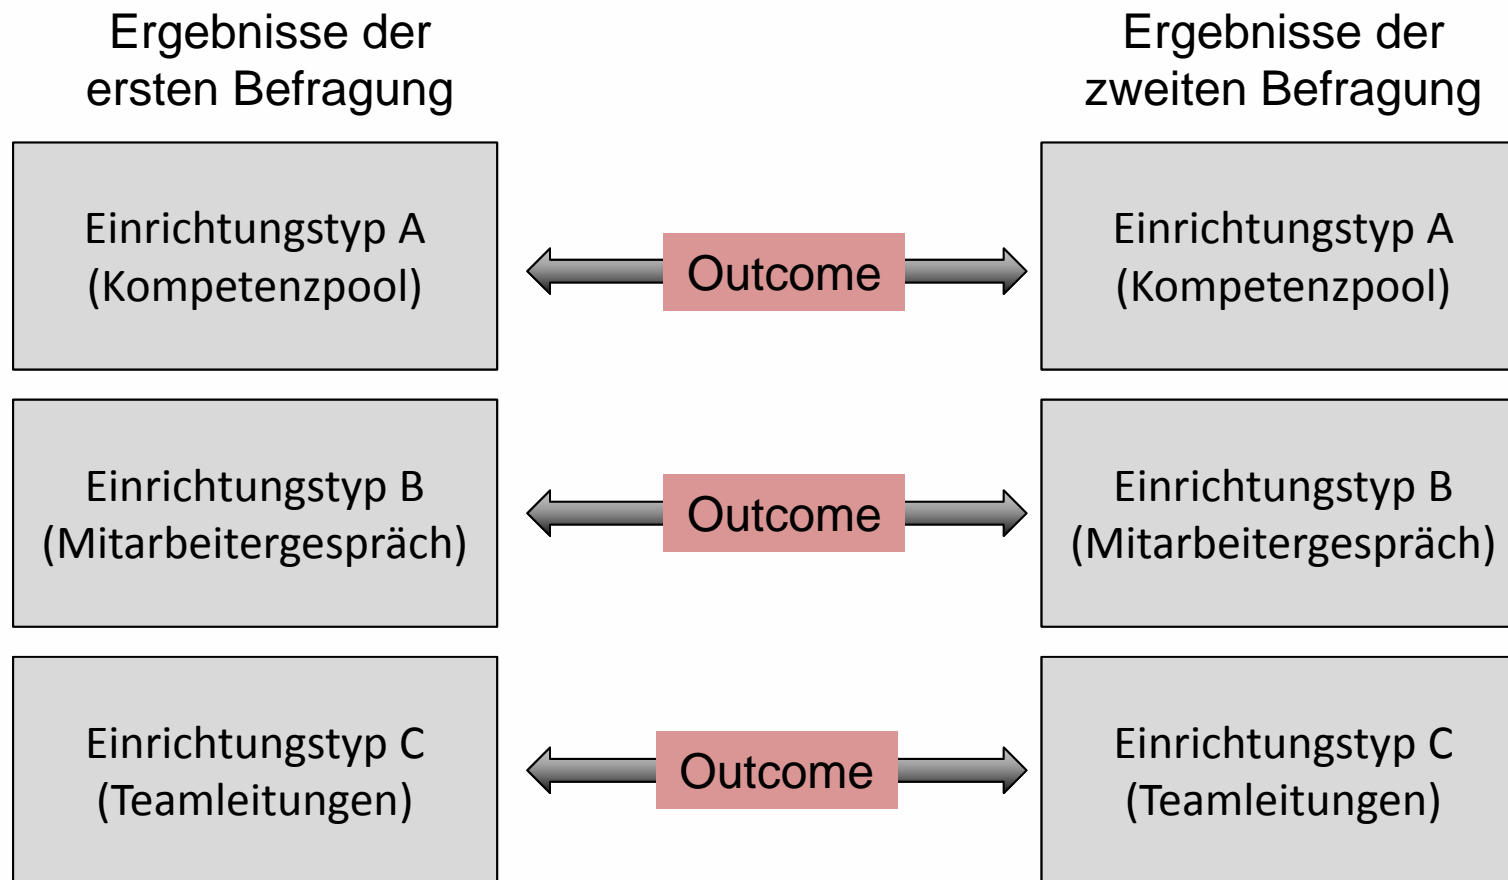 Ergebnisse der
ersten Befragung
Ergebnisse der
zweiten Befragung
Einrichtungstyp A
(Kompetenzpool)
Outcome
Einrichtungstyp A
(Kompetenzpool)
Einrichtungstyp B
(Mitarbeitergespräch)
Outcome
Einrichtungstyp B
(Mitarbeitergespräch)
Einrichtungstyp C
(Teamleitungen)
Outcome
Einrichtungstyp C
(Teamleitungen)